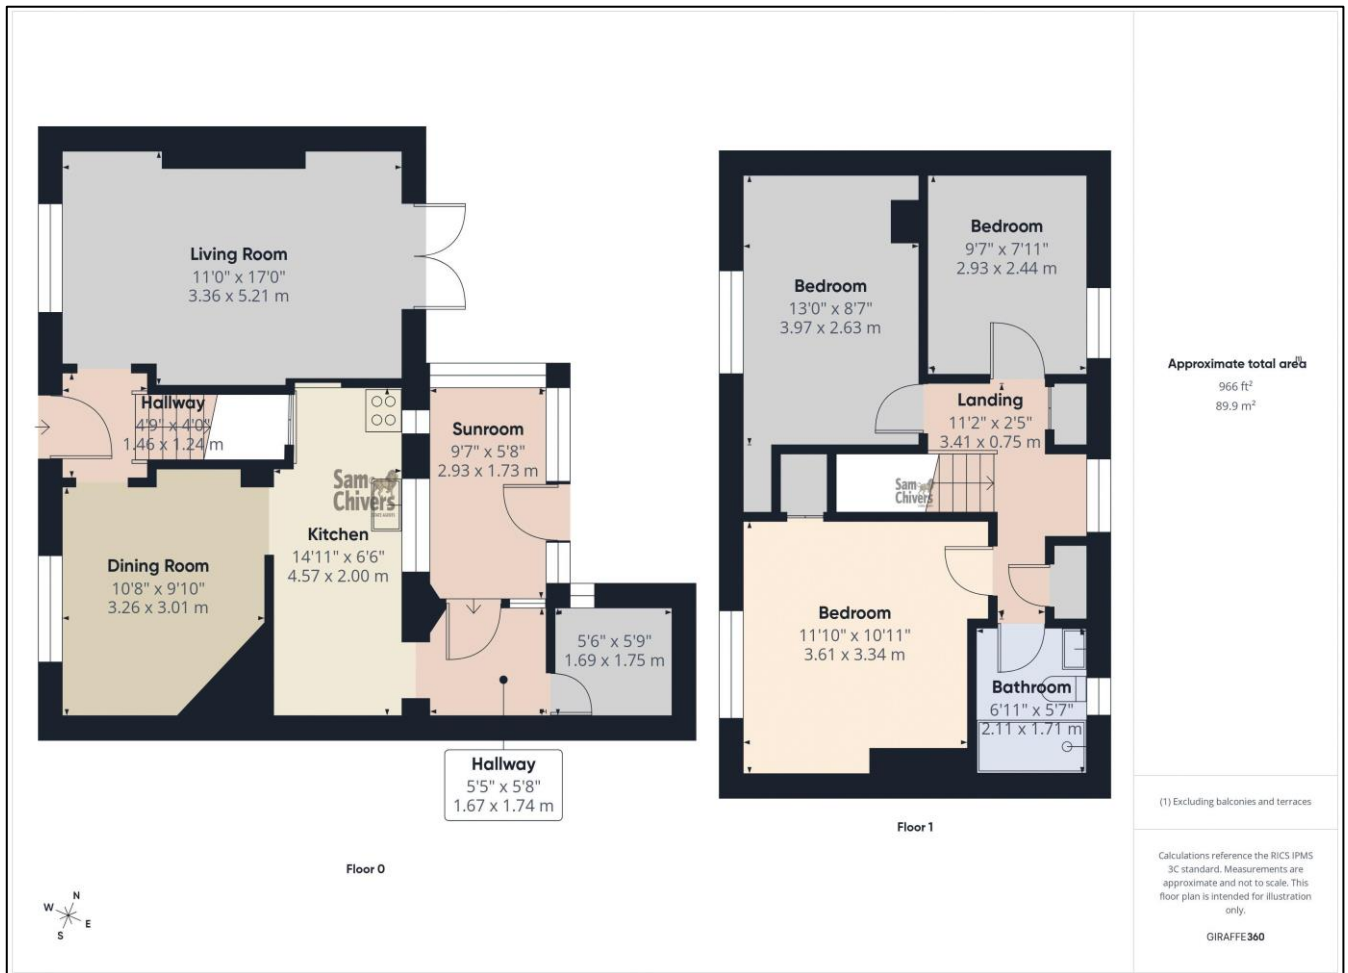 Living Room
11'0" x 17'0"
3.36 x 5.21 m
Hallway
4'9" x 4'0"
1.46 x 1.24 m
Sunroom
9'7" x 5'8"
2.93 x 1.73 m
Sam
Chivers
Kitchen
14'11" x 6'6"
4.57 x 2.00 m
Dining Room
10'8" x 9'10"
3.26 x 3.01 m
5'6" x 5'9"
1.69 x 1.75 m
Hallway
5'5" x 5'8"
1.67 x 1.74 m
Floor 0
N
W
E
S
Bedroom
13'0" x 8'7"
3.97 x 2.63 m
Bedroom
9'7" x 7'11"
2.93 x 2.44 m
Landing
11'2" x 2'5"
3.41 x 0.75 m
Sam
Chivers
Bedroom
11'10" x 10'11"
3.61 x 3.34 m
Bathroom
6'11" x 5'7"
2.11 x 1.71 m
Floor 1
Approximate total area(1)
966 ft²
89.9 m²
(1) Excluding balconies and terraces
Calculations reference the RICS IPMS
3C standard. Measurements are
approximate and not to scale. This
floor plan is intended for illustration
only.
GIRAFFE360